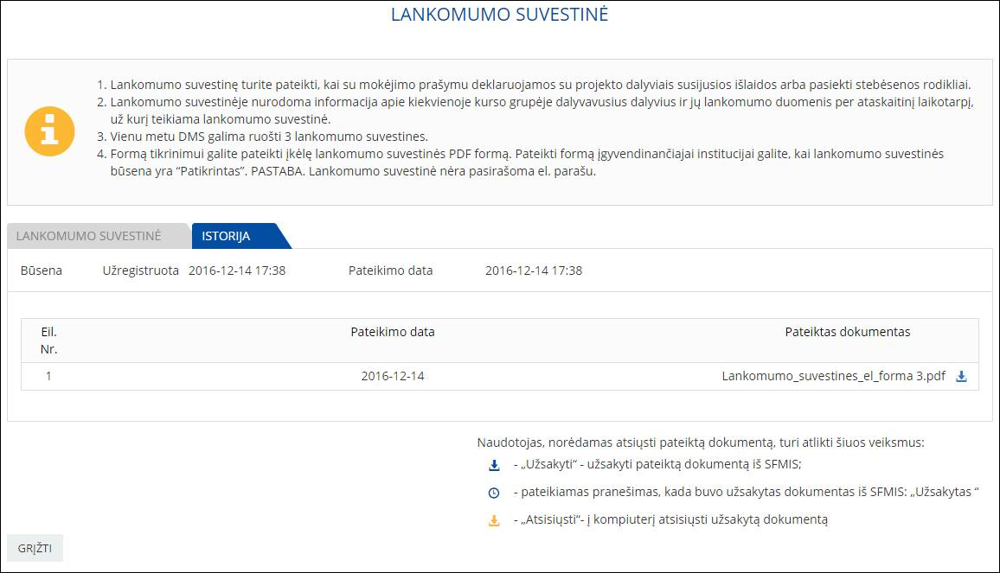 LANKOMUMO SUVESTINĖ
1. Lankomumo suvestinę turite pateikti, kai su mokėjimo prašymu deklaruojamos su projekto dalyviais susijusios išlaidos arba pasiekti stebėsenos rodikliai.
2. Lankomumo suvestinėje nurodoma informacija apie kiekvienoje kurso grupėje dalyvavusius dalyvius ir jų lankomumo duomenis per ataskaitinį laikotarpį,
už kurį teikiama lankomumo suvestinė.
3. Vienu metu DMS galima ruošti 3 lankomumo suvestines.
4. Formą tikrinimui galite pateikti įkėlę lankomumo suvestinės PDF formą. Pateikti formą įgyvendinančiajai institucijai galite, kai lankomumo suvestinės
būsena yra “Patikrintas”. PASTABA. Lankomumo suvestinė nėra pasirašoma el. parašu.
LANKOMUMO SUVESTINĖ ISTORIJA
Būsena Užregistruota 2016-12-14 17:38 Pateikimo data 2016-12-14 17:38
Eil. Pateikimo data Pateiktas dokumentas
Nr.
1 2016-12-14 Lankomumo_suvestines_el_forma 3.pdf
Naudotojas, norėdamas atsiųsti pateiktą dokumentą, turi atlikti šiuos veiksmus:
- „Užsakyti“ - užsakyti pateiktą dokumentą iš SFMIS;
- pateikiamas pranešimas, kada buvo užsakytas dokumentas iš SFMIS: „Užsakytas “
- „Atsisiųsti“- į kompiuterį atsisiųsti užsakytą dokumentą
GRĮŽTI